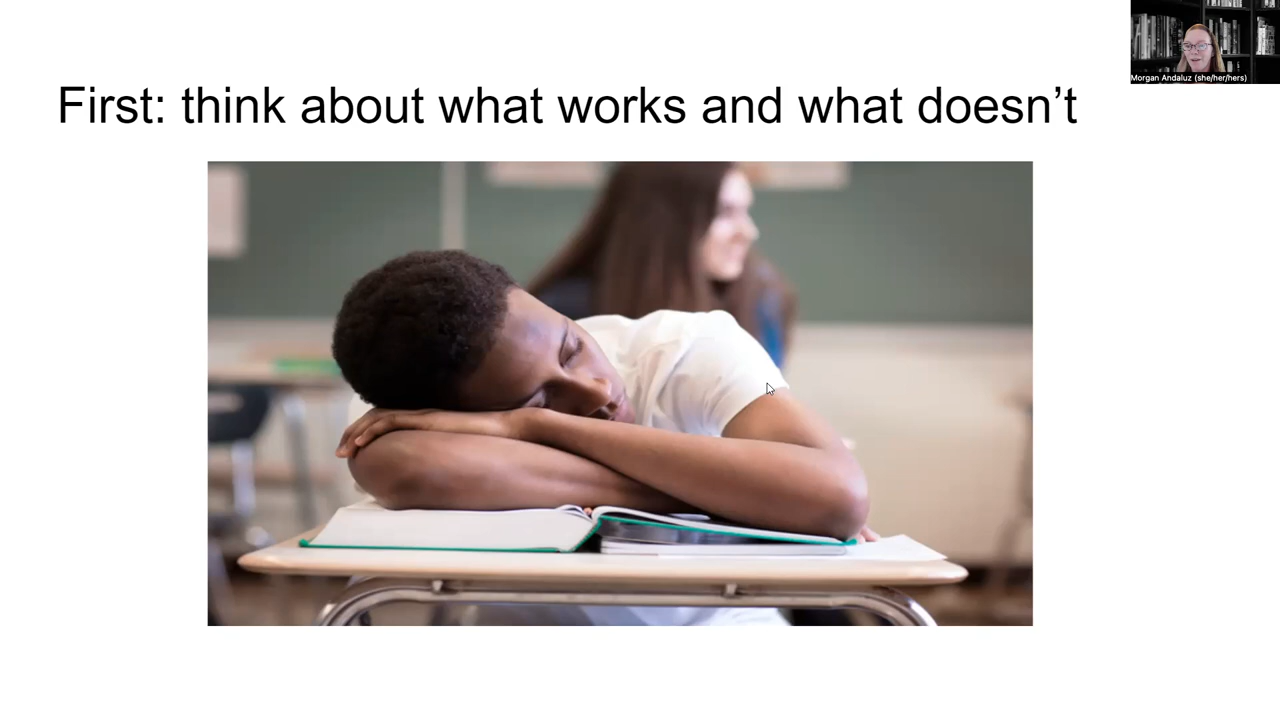 First: think about what works and what doesn’t
Morgan Andaluz (she/her/hers)